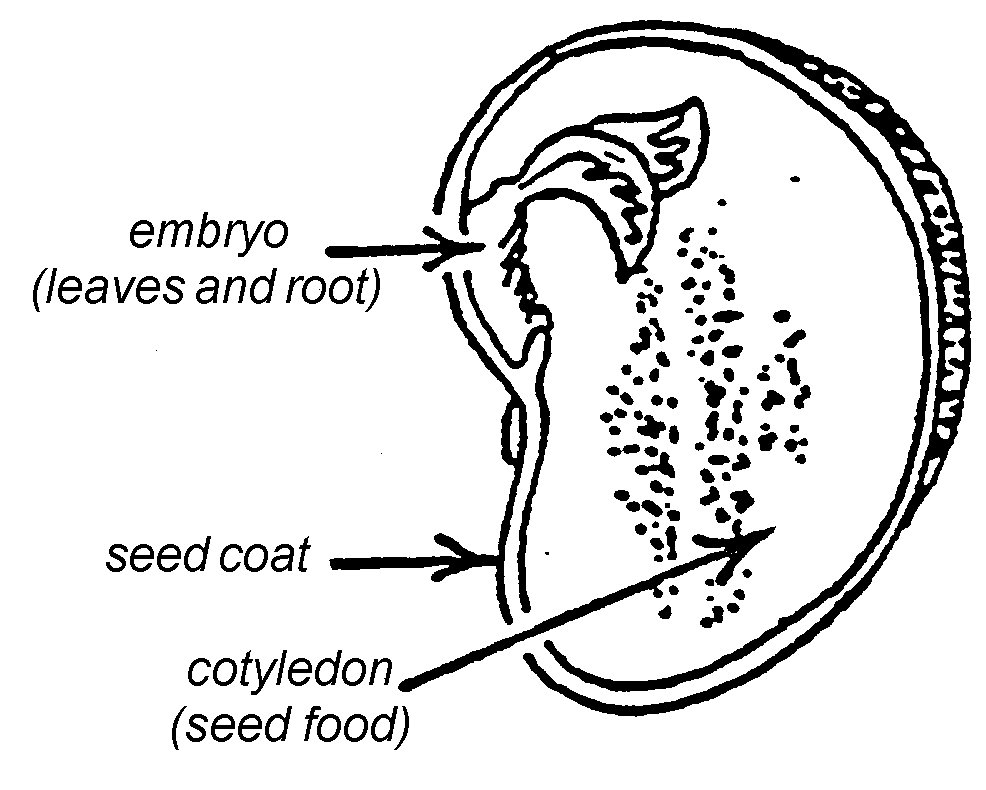 embryo
(leaves and root)
seed coat
cotyledon
(seed food)